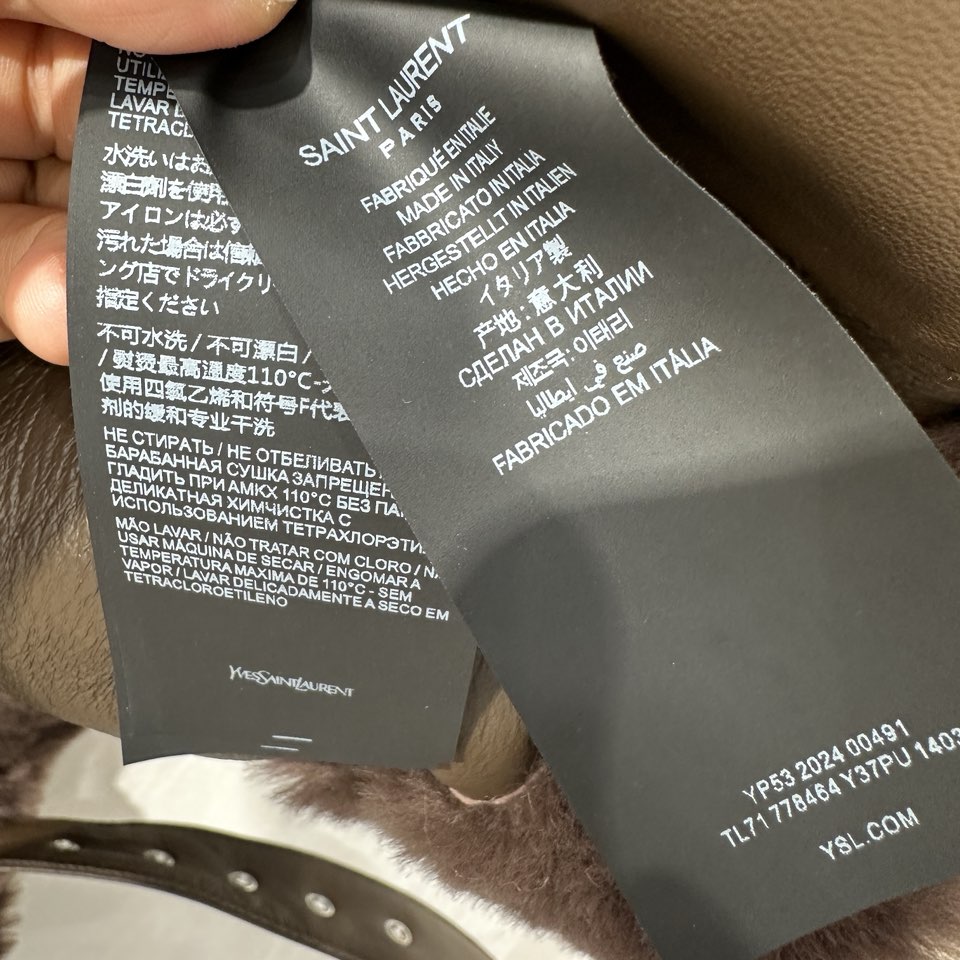 UTILI
TEMPE
LAVAR
TETRACL
水洗いはお
漂白剤を使用
アイロンは必ず
汚れた場合は信頼
ング店でドライクリ
指定ください
不可水洗 / 不可漂白 /
/ 熨烫最高温度110°C-
使用四氯乙烯和符号F代表
剂的缓和专业干洗
НЕ СТИРАТЬ / НЕ ОТБЕЛИВАТЬ
БАРАБАННАЯ СУШКА ЗАПРЕЩЕН
ГЛАДИТЬ ПРИ АМКХ 110°C БЕЗ ПА
ДЕЛИКАТНАЯ ХИМЧИСТКА С
ИСПОЛЬЗОВАНИЕМ ТЕТРАХЛОРЭТИ
MÃO LAVAR / NÃO TRATAR COM CLORO /
USAR MÁQUINA DE SECAR / ENGOMAR A
TEMPERATURA MAXIMA DE 110°C - SEM
VAPOR / LAVAR DELICADAMENTE A SECO EM
TETRACLOROETILENO
YVESSAINTLAURENT
SAINT LAURENT
PARIS
FABRIQUÉ EN ITALIE
MADE IN ITALY
FABBRICATO IN ITALIA
HERGESTELLT IN ITALIEN
HECHO EN ITALIA
イタリア製
产地:意大利
СДЕЛАН В ИТАЛИИ
제조국:이태리
صنع في ايطاليا
FABRICADO EM ITÁLIA
YP53 2024 00491
TL71 778464 Y37PU 1403
YSL.COM